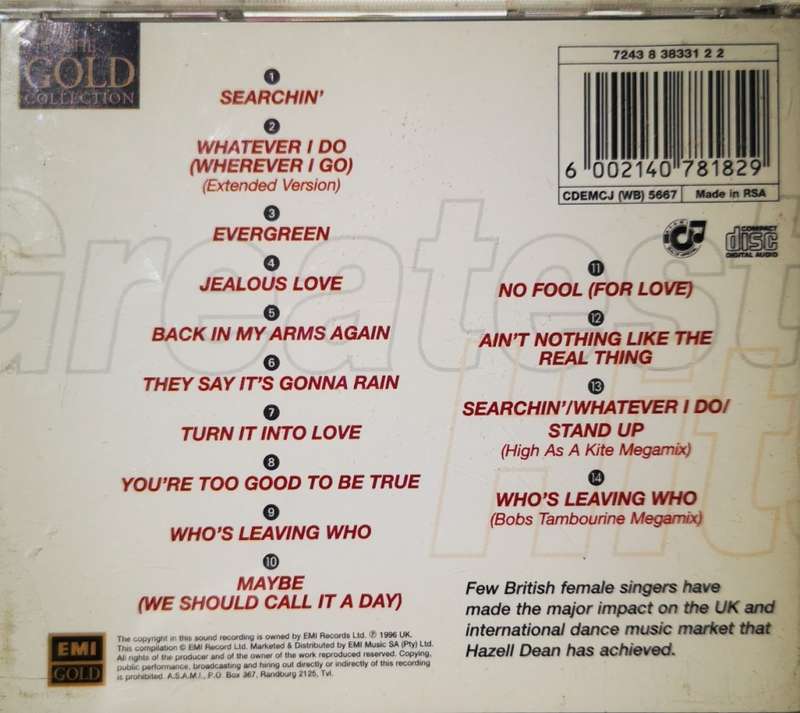 THE
GOLD
COLLECTION
7243 8 38331 2 2
6 002140 781829
CDEMCJ (WB) 5667
Made in RSA
COMPACT
disc
DIGITAL AUDIO
Greatest
Hits
1
SEARCHIN'
2
WHATEVER I DO
(WHEREVER I GO)
(Extended Version)
3
EVERGREEN
4
JEALOUS LOVE
5
BACK IN MY ARMS AGAIN
6
THEY SAY IT'S GONNA RAIN
7
TURN IT INTO LOVE
8
YOU'RE TOO GOOD TO BE TRUE
9
WHO'S LEAVING WHO
10
MAYBE
(WE SHOULD CALL IT A DAY)
11
NO FOOL (FOR LOVE)
12
AIN'T NOTHING LIKE THE
REAL THING
13
SEARCHIN'/WHATEVER I DO/
STAND UP
(High As A Kite Megamix)
14
WHO'S LEAVING WHO
(Bobs Tambourine Megamix)
Few British female singers have
made the major impact on the UK and
international dance music market that
Hazell Dean has achieved.
EMI
GOLD
The copyright in this sound recording is owned by EMI Records Ltd. ℗ 1996 UK.
This compilation © EMI Record Ltd. Marketed & Distributed by EMI Music SA (Pty) Ltd.
All rights of the producer and of the owner of the work reproduced reserved. Copying,
public performance, broadcasting and hiring out directly or indirectly of this recording
is prohibited. A.S.A.M.I., P.O. Box 367, Randburg 2125, Tvl.